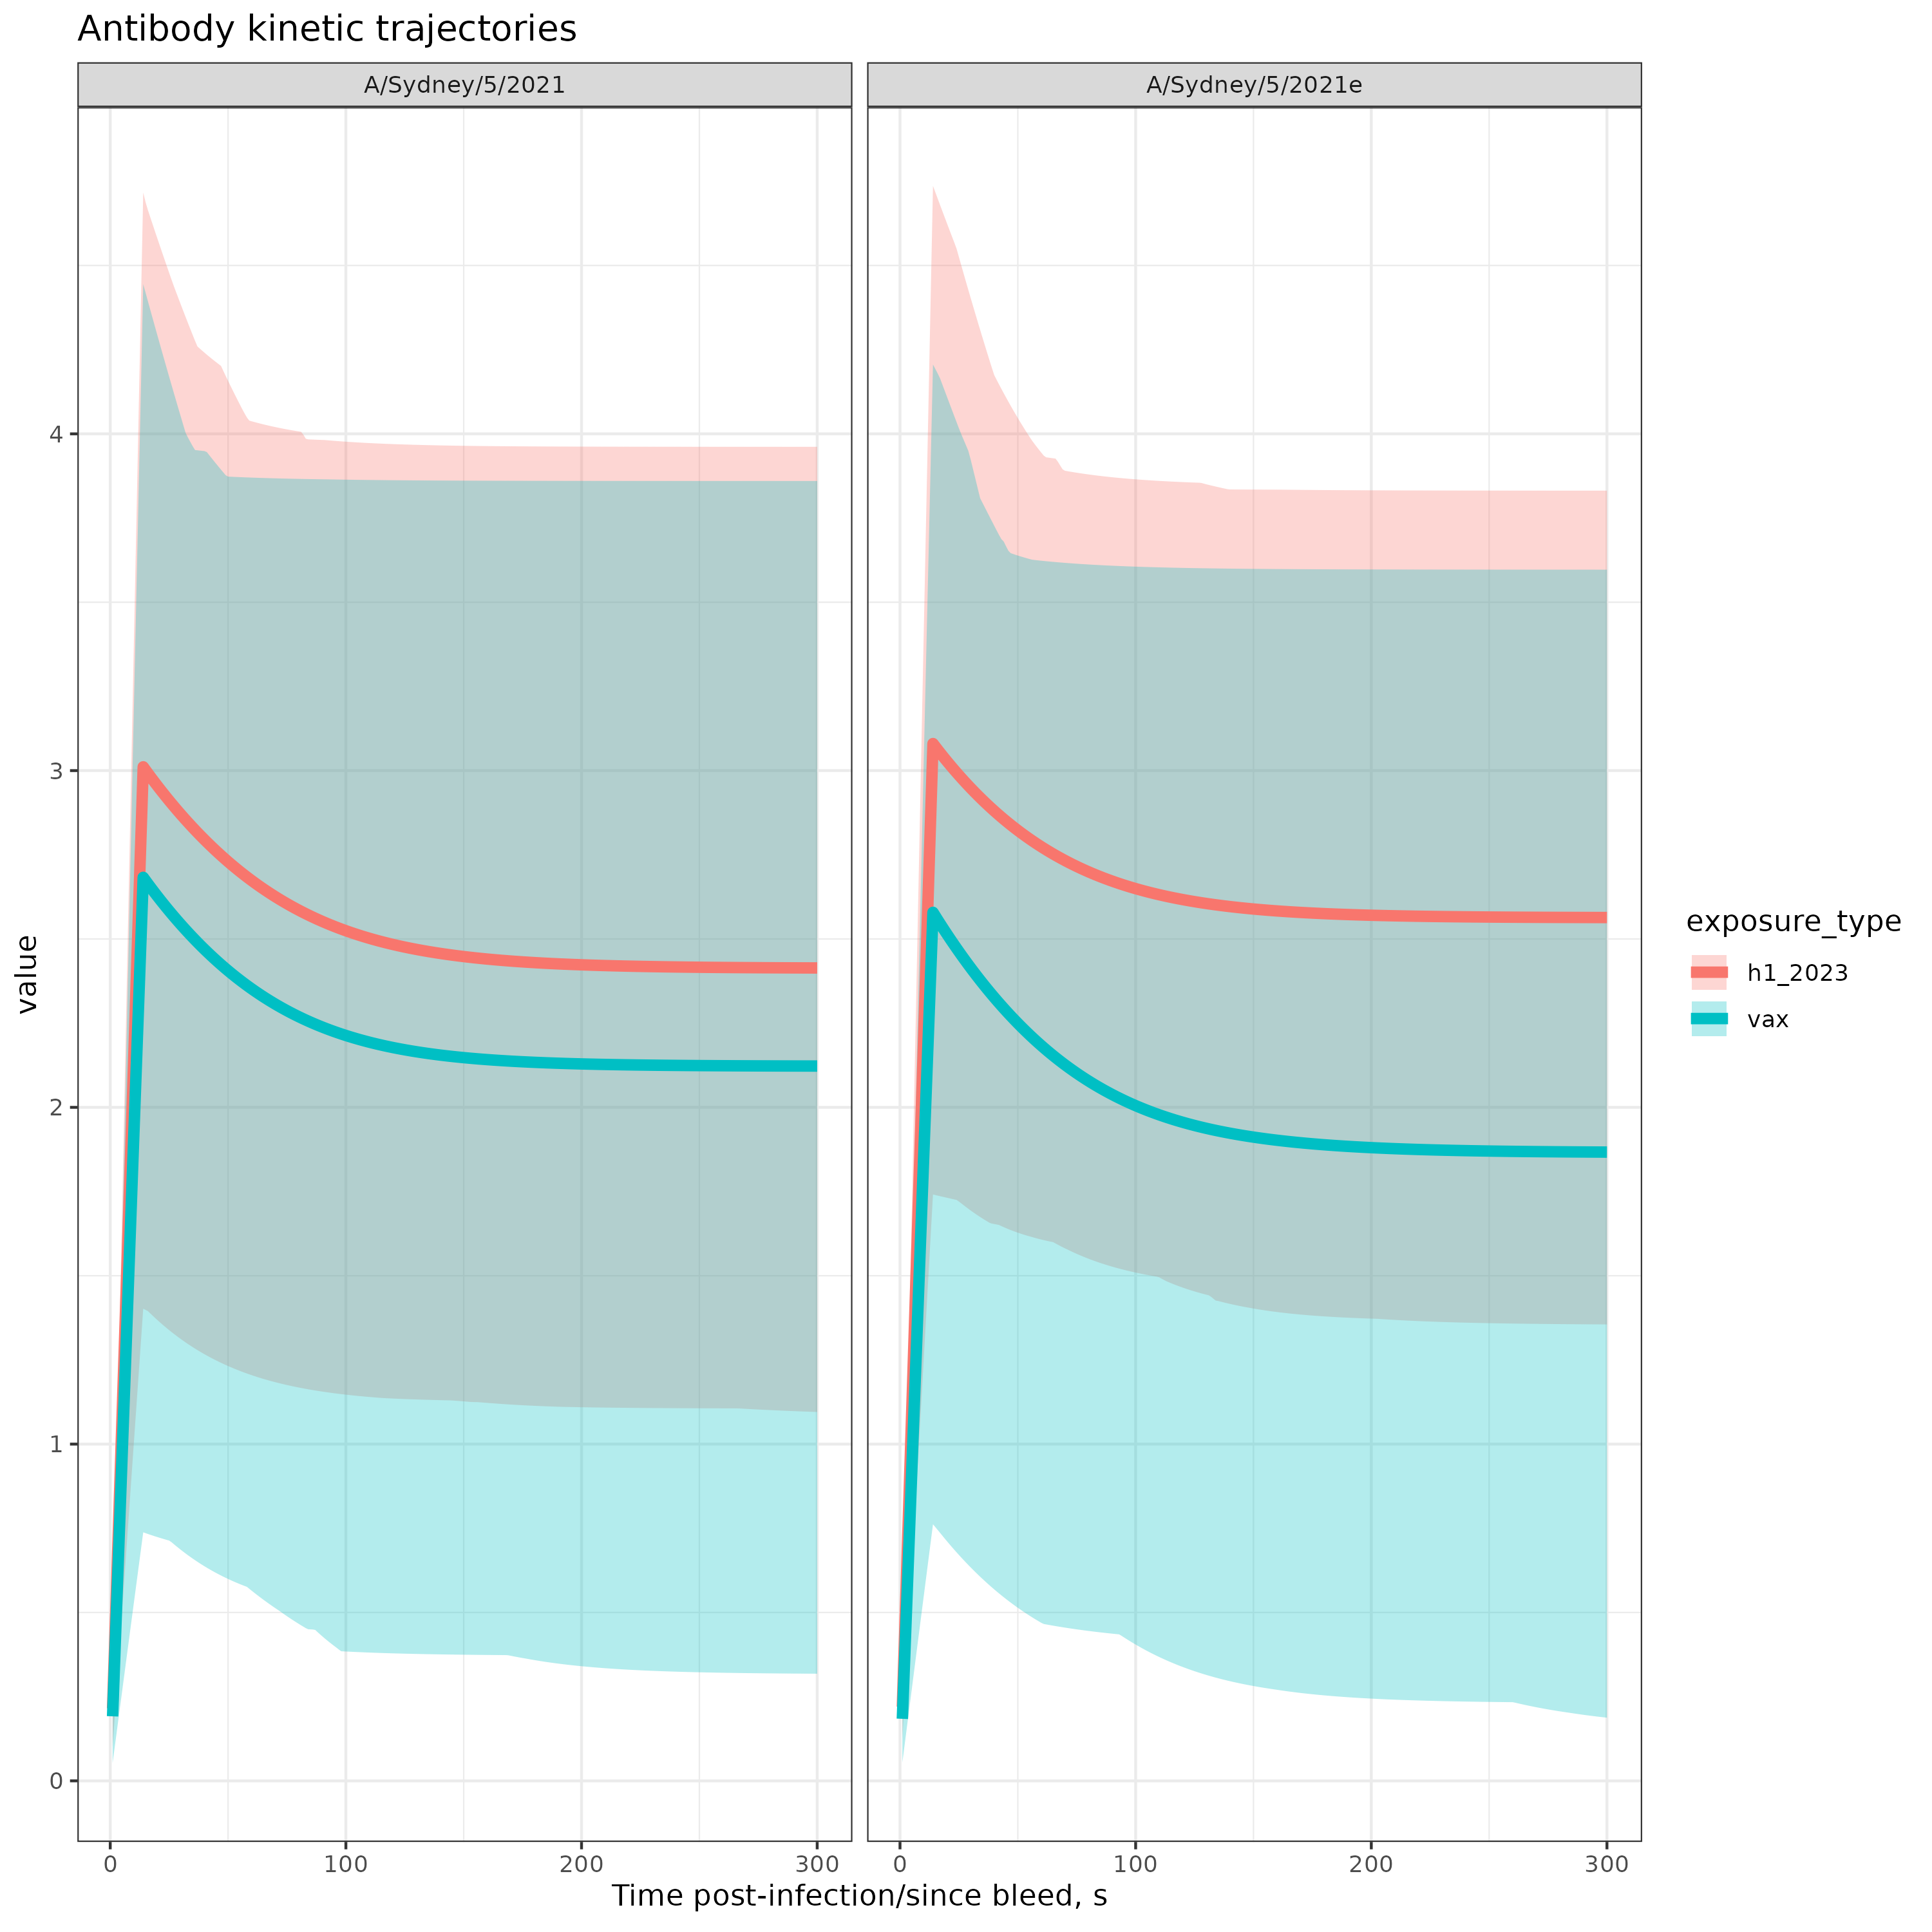 Antibody kinetic trajectories
A/Sydney/5/2021
A/Sydney/5/2021e
value
4
3
2
1
0
0 100 200 300
0 100 200 300
Time post-infection/since bleed, s
exposure_type
h1_2023
vax